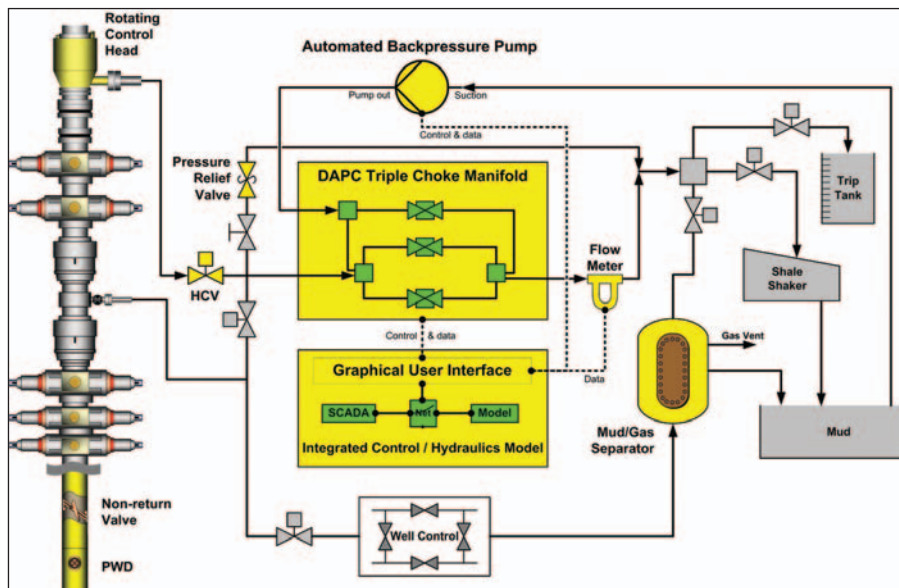 Rotating
Control
Head
Automated Backpressure Pump
Pump out
Suction
Control & data
Pressure
Relief
Valve
DAPC Triple Choke Manifold
Trip
Tank
Flow
Meter
Shale
Shaker
HCV
Control & data
Gas Vent
Graphical User Interface
Data
SCADA
Net
Model
Integrated Control / Hydraulics Model
Mud/Gas
Separator
Mud
Non-return
Valve
Well Control
PWD